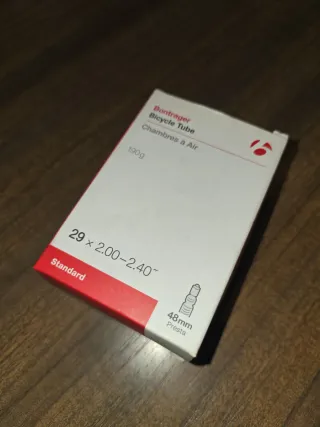 Bontrager
Bicycle Tube
Chambres à Air
190g
29 × 2.00–2.40"
Standard
48mm
Presta